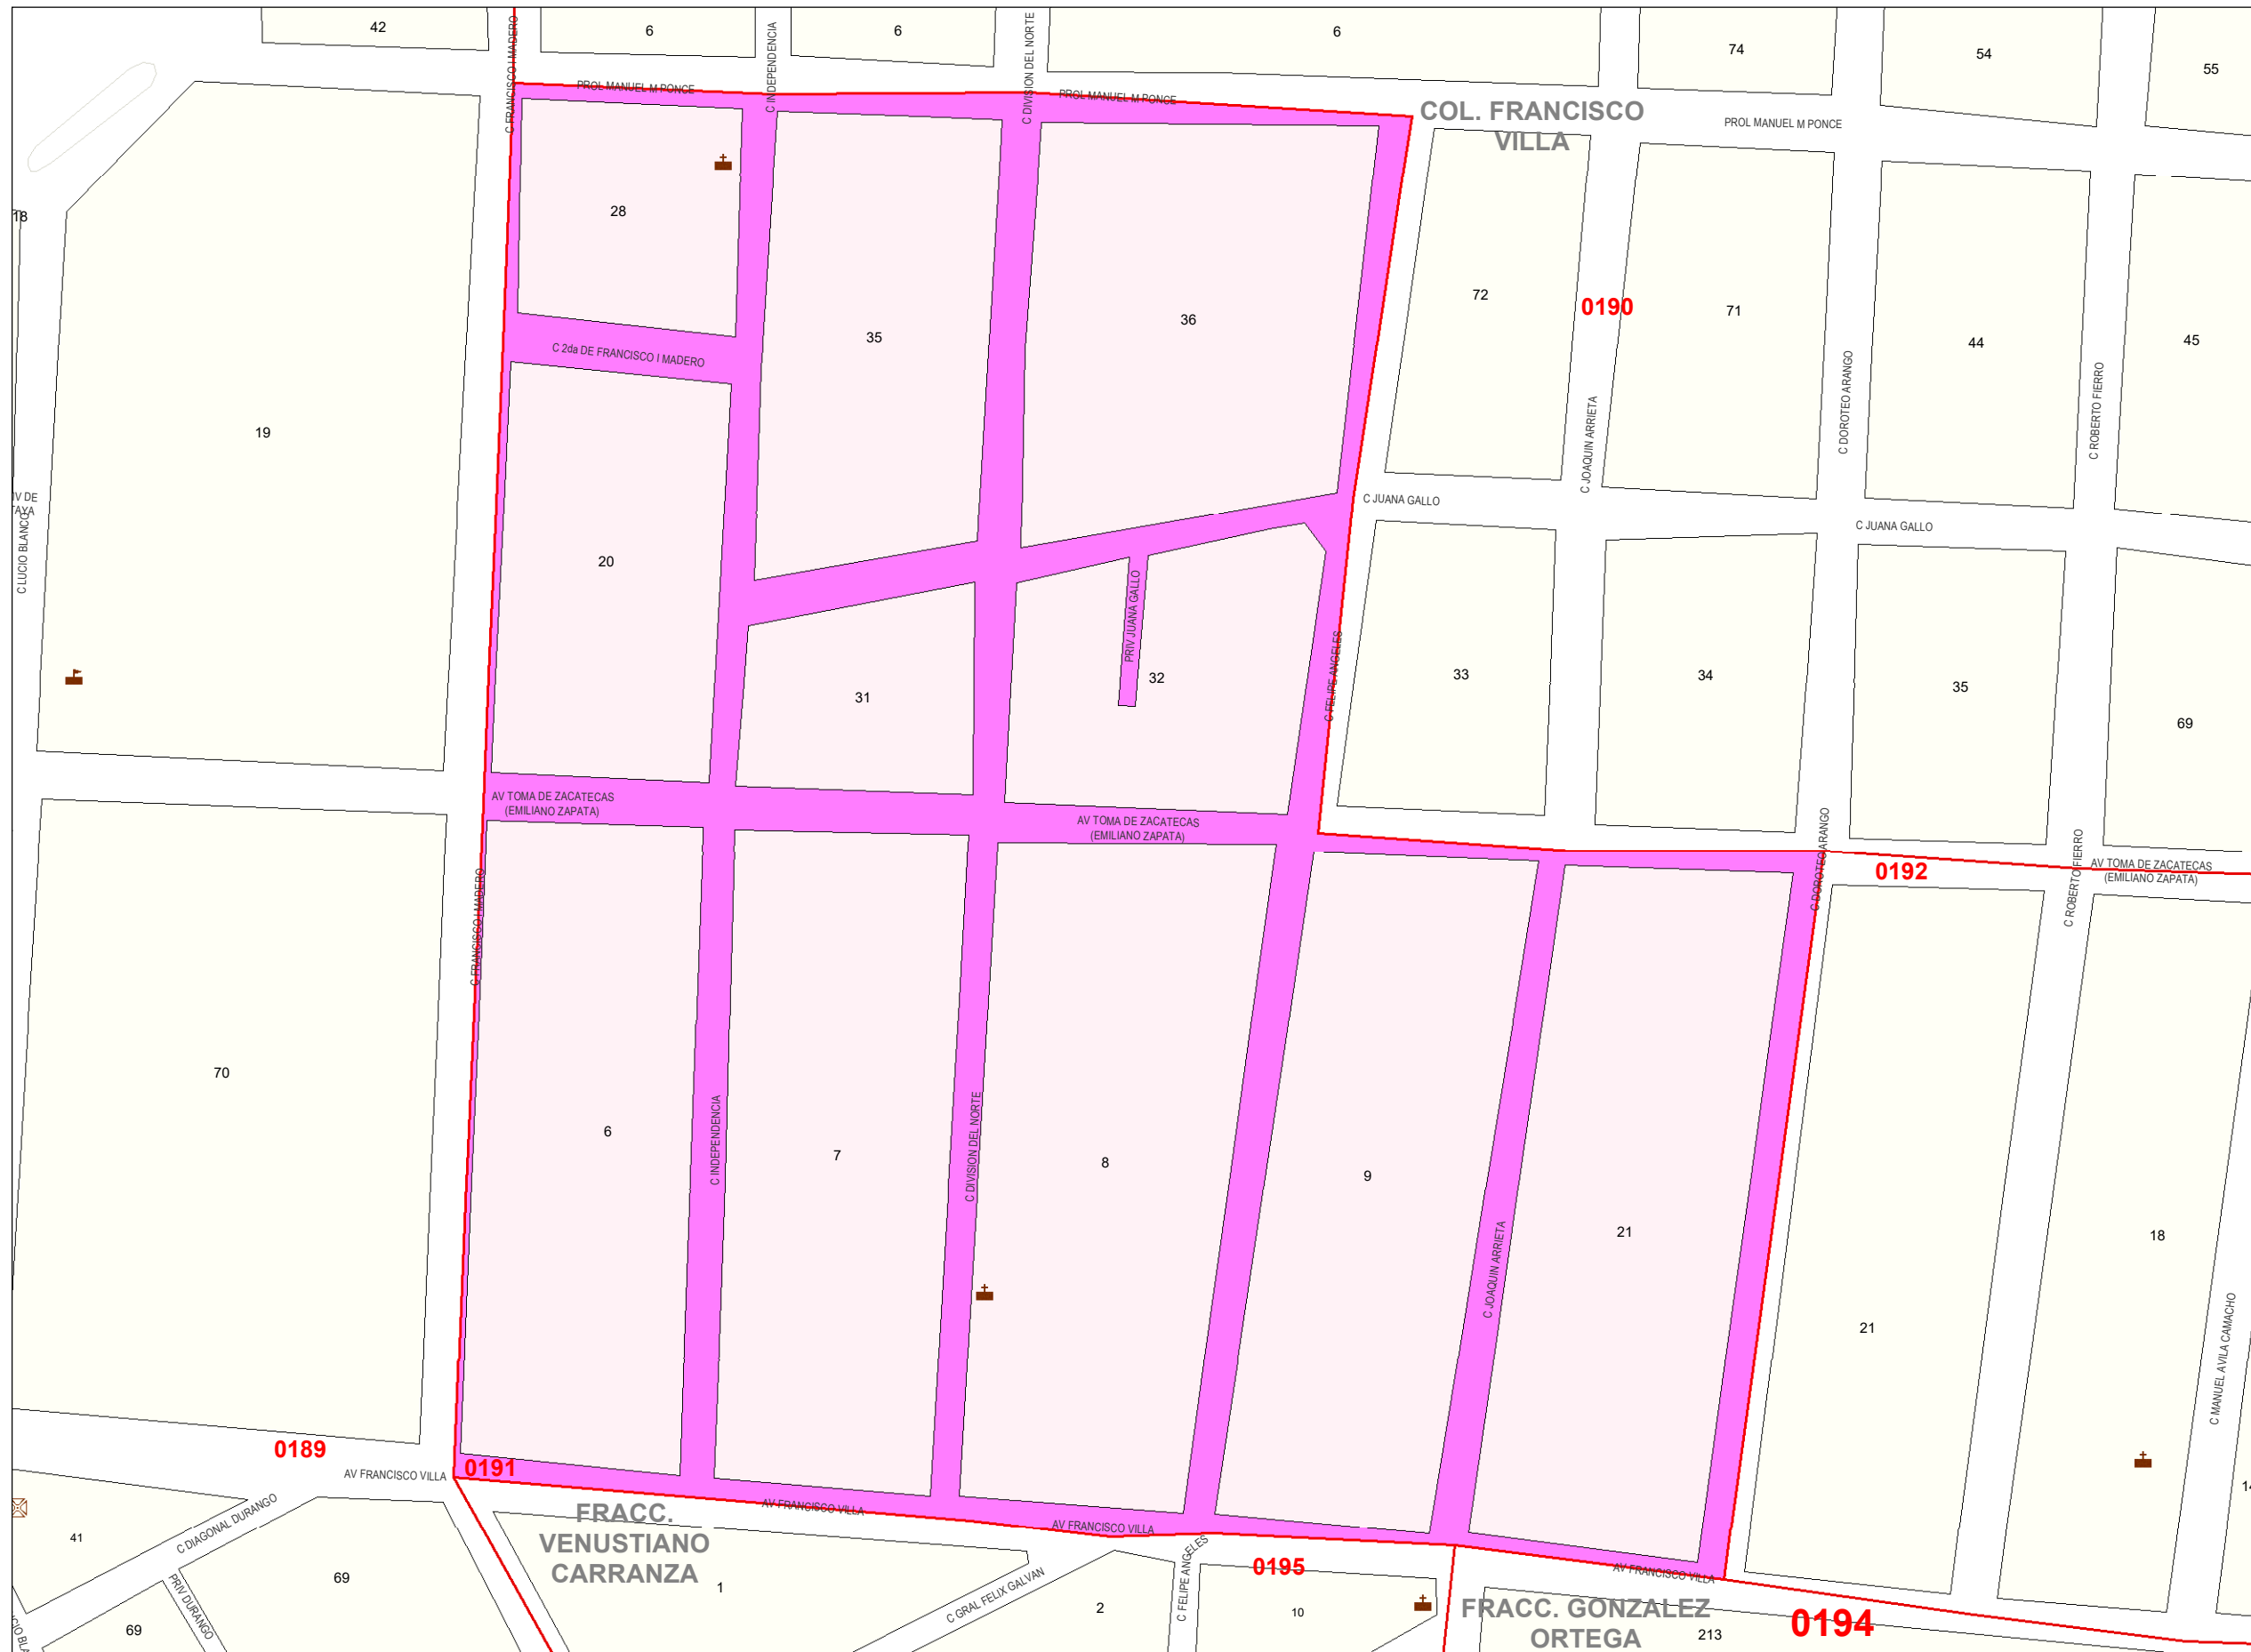 42
6
6
6
74
54
55
C FRANCISCO I MADERO
C INDEPENDENCIA
C DIVISION DEL NORTE
PROL MANUEL M PONCE
PROL MANUEL M PONCE
COL. FRANCISCO
VILLA
PROL MANUEL M PONCE
18
28
35
36
72
0190
71
44
45
C 2da DE FRANCISCO I MADERO
19
C JOAQUIN ARRIETA
C DOROTEO ARANGO
C ROBERTO FIERRO
C JUANA GALLO
C JUANA GALLO
IV DE
TAYA
C LUCIO BLANCO
20
PRIV JUANA GALLO
31
32
C FELIPE ANGELES
33
34
35
69
AV TOMA DE ZACATECAS
(EMILIANO ZAPATA)
AV TOMA DE ZACATECAS
(EMILIANO ZAPATA)
C DOROTEO ARANGO
0192
C ROBERTO FIERRO
AV TOMA DE ZACATECAS
(EMILIANO ZAPATA)
C FRANCISCO I MADERO
70
6
C INDEPENDENCIA
7
C DIVISION DEL NORTE
8
9
C JOAQUIN ARRIETA
21
21
18
C MANUEL AVILA CAMACHO
0189
AV FRANCISCO VILLA
0191
AV FRANCISCO VILLA
AV FRANCISCO VILLA
AV FRANCISCO VILLA
FRACC.
VENUSTIANO
CARRANZA
41
C DIAGONAL DURANGO
69
PRIV DURANGO
69
1
C GRAL FELIX GALVAN
2
C FELIPE ANGELES
0195
10
FRACC. GONZALEZ
ORTEGA
213
0194